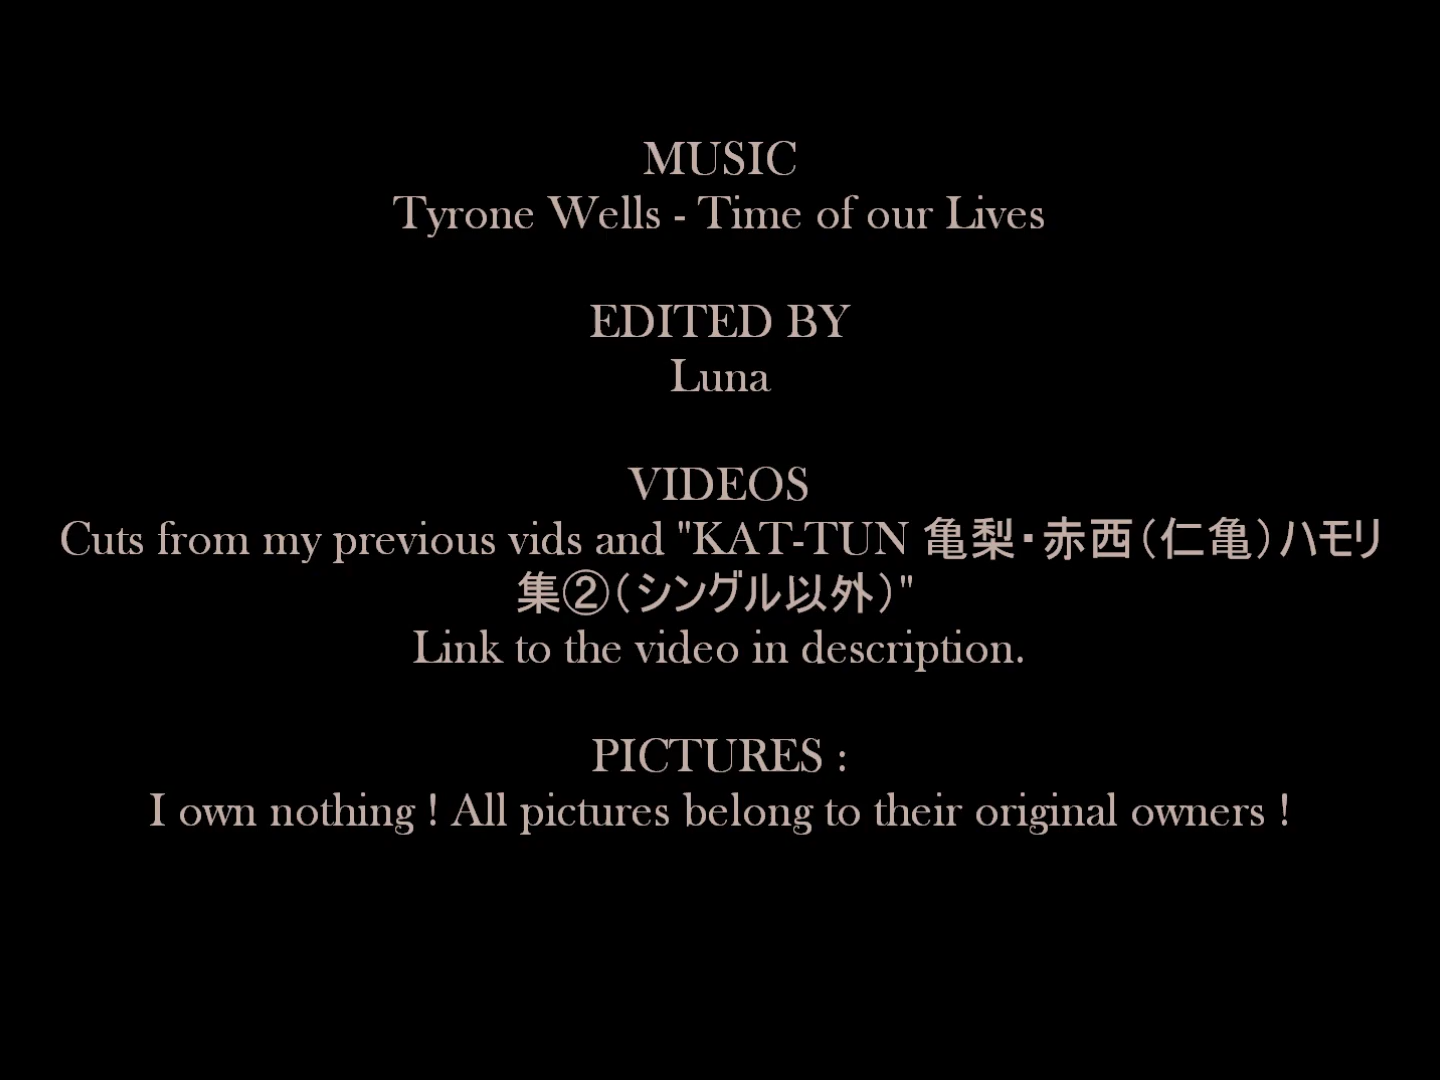 MUSIC
Tyrone Wells - Time of our Lives
EDITED BY
Luna
VIDEOS
Cuts from my previous vids and "KAT-TUN 亀梨・赤西（仁亀）ハモリ
集②（シングル以外）"
Link to the video in description.
PICTURES :
I own nothing ! All pictures belong to their original owners !